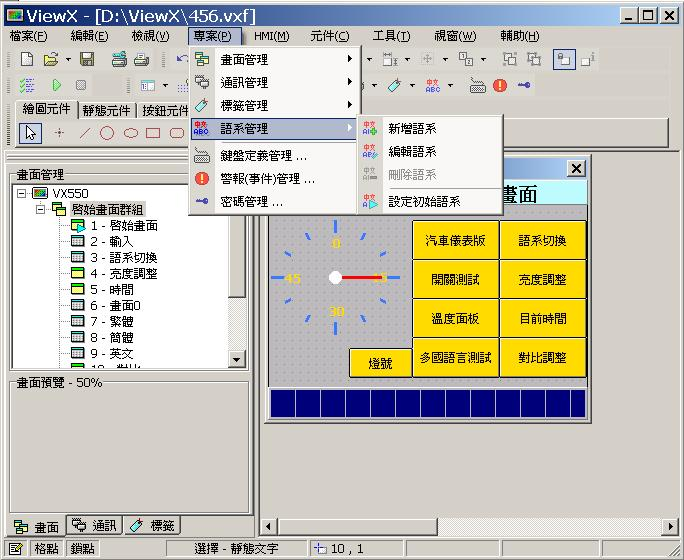 ViewX - [D:\ViewX\456.vxf]
檔案(F) 編輯(E) 檢視(V) 專案(P) HMI(M) 元件(C) 工具(T) 視窗(W) 輔助(H)
繪圖元件 靜態元件 按鈕元件
畫面管理
通訊管理
標籤管理
語系管理
鍵盤定義管理 ...
警報(事件)管理 ...
密碼管理 ...
新增語系
編輯語系
刪除語系
設定初始語系
畫面管理
VX550
啓始畫面群組
1 - 啓始畫面
2 - 輸入
3 - 語系切換
4 - 亮度調整
5 - 時間
6 - 畫面0
7 - 繁體
8 - 簡體
9 - 英文
畫面預覽 - 50%
畫面
0
45
30
汽車儀表版 語系切換
開關測試 亮度調整
溫度面板 目前時間
燈號 多國語言測試 對比調整
畫面 通訊 標籤
格點 鎖點 選擇 - 靜態文字 10 , 1